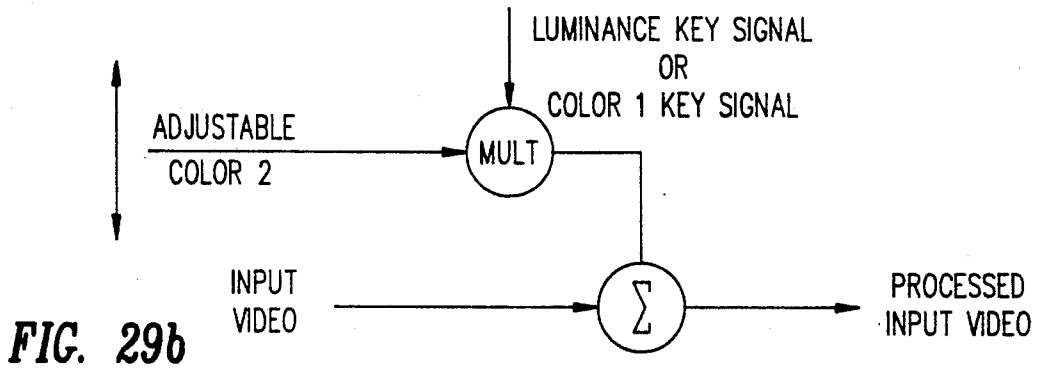 LUMINANCE KEY SIGNAL
OR
COLOR 1 KEY SIGNAL
ADJUSTABLE
COLOR 2
MULT
INPUT
VIDEO
Σ
PROCESSED
INPUT VIDEO
FIG. 29b